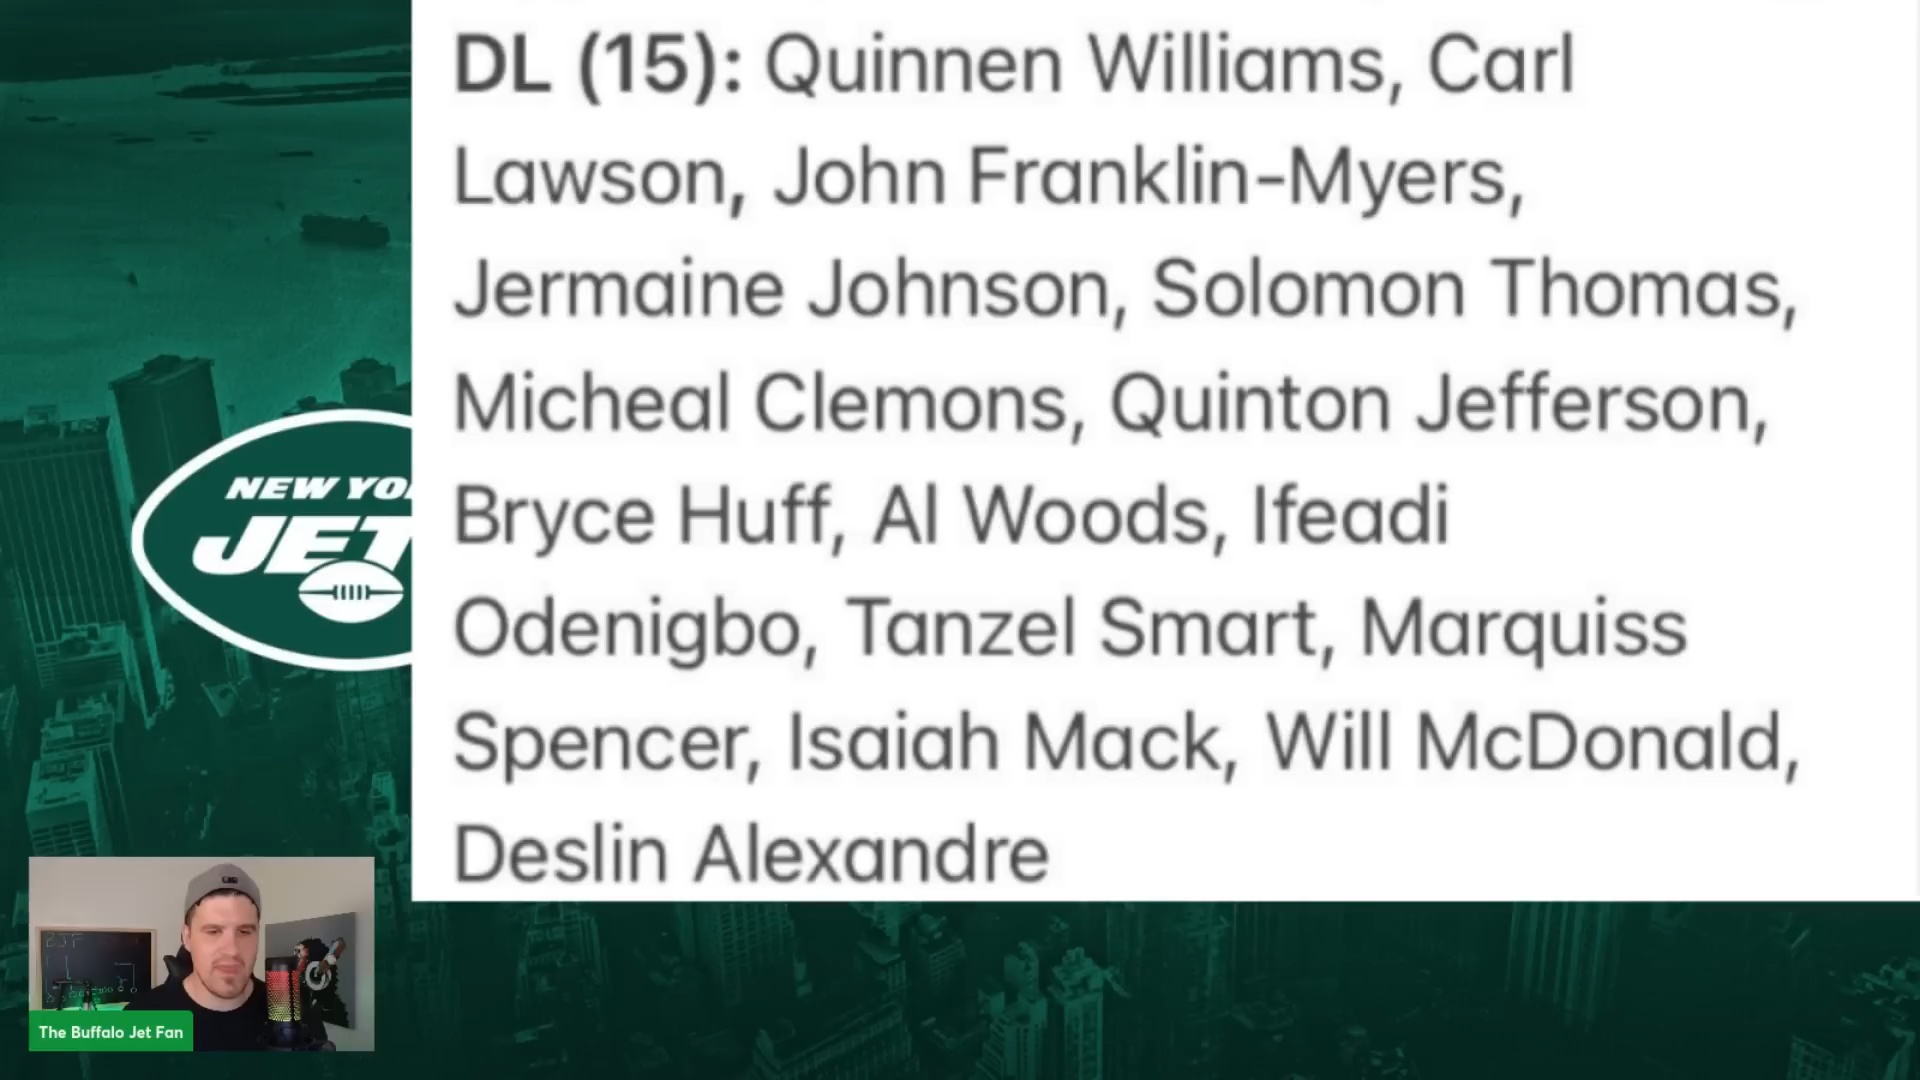 DL (15): Quinnen Williams, Carl
Lawson, John Franklin-Myers,
Jermaine Johnson, Solomon Thomas,
Micheal Clemons, Quinton Jefferson,
Bryce Huff, Al Woods, Ifeadi
Odenigbo, Tanzel Smart, Marquiss
Spencer, Isaiah Mack, Will McDonald,
Deslin Alexandre
NEW YO
JET
BJF
The Buffalo Jet Fan